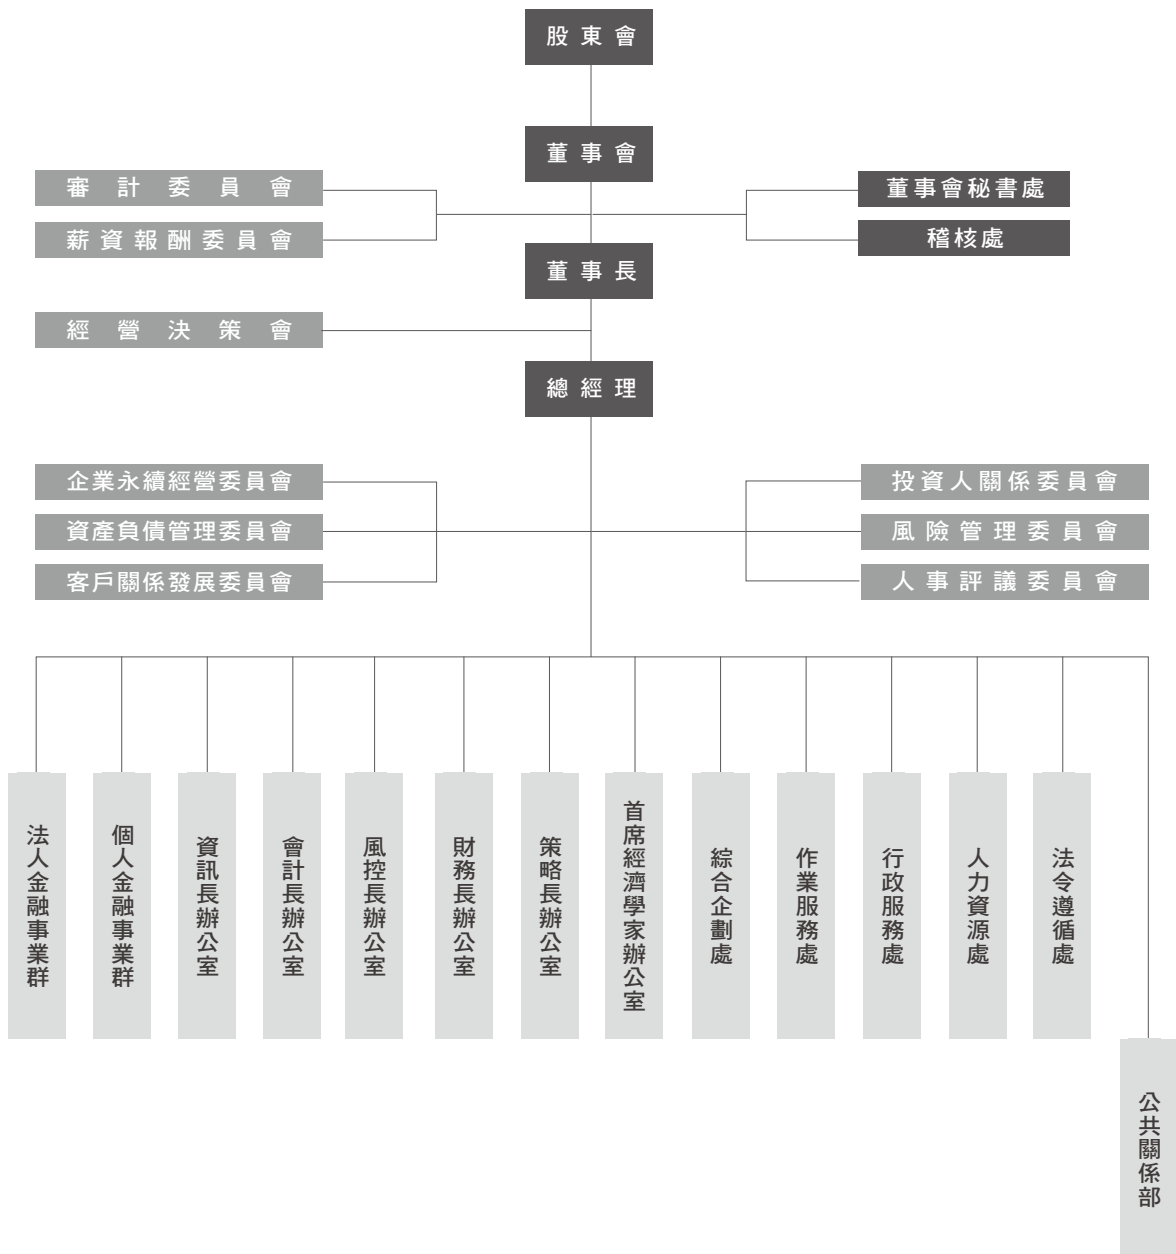 股東會
董事會
審計委員會
董事會秘書處
薪資報酬委員會
稽核處
董事長
經營決策會
總經理
企業永續經營委員會
投資人關係委員會
資產負債管理委員會
風險管理委員會
客戶關係發展委員會
人事評議委員會
法人金融事業群
個人金融事業群
資訊長辦公室
會計長辦公室
風控長辦公室
財務長辦公室
策略長辦公室
首席經濟學家辦公室
綜合企劃處
作業服務處
行政服務處
人力資源處
法令遵循處
公共關係部